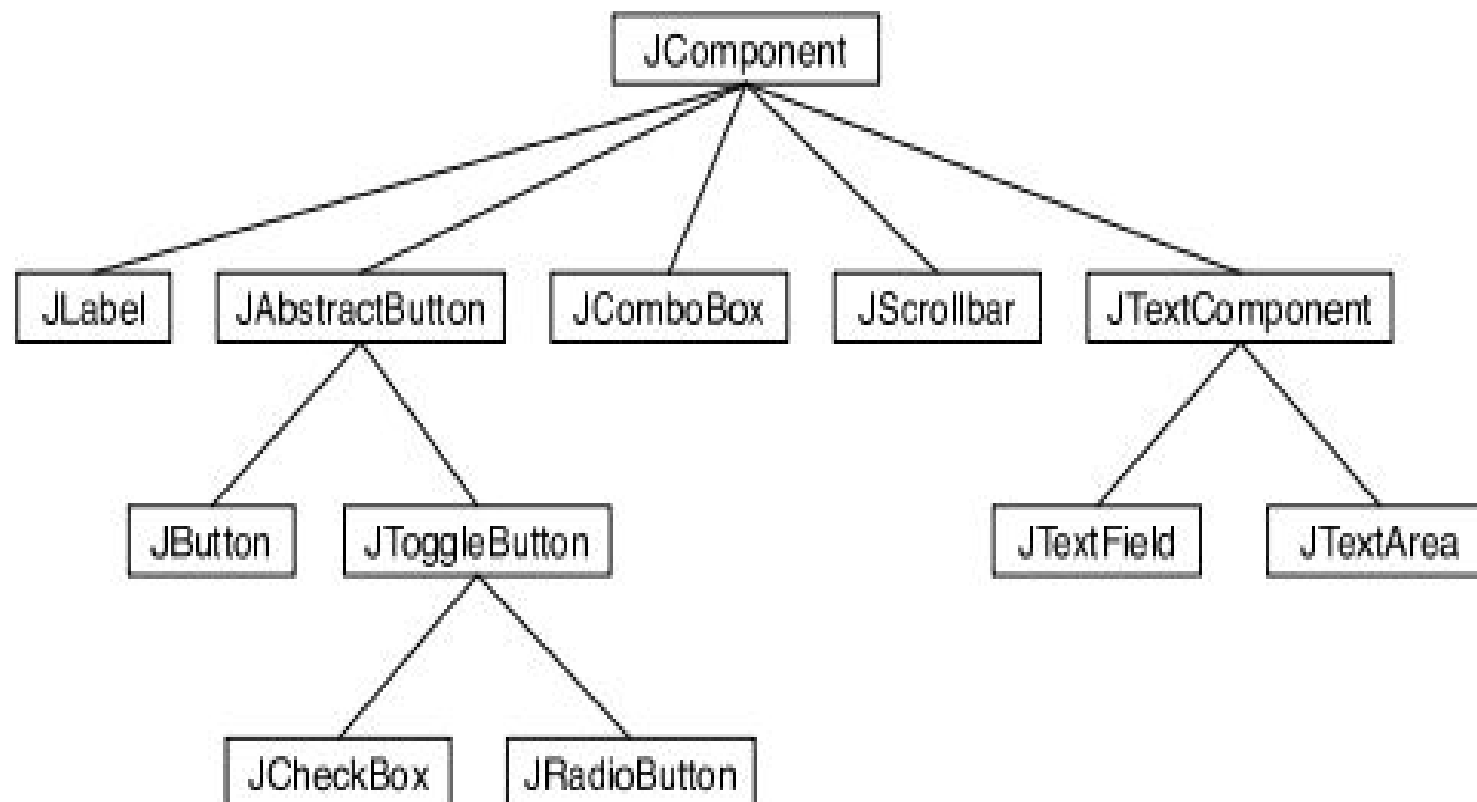 JComponent
JLabel
JAbstractButton
JComboBox
JScrollbar
JTextComponent
JButton
JToggleButton
JTextField
JTextArea
JCheckBox
JRadioButton